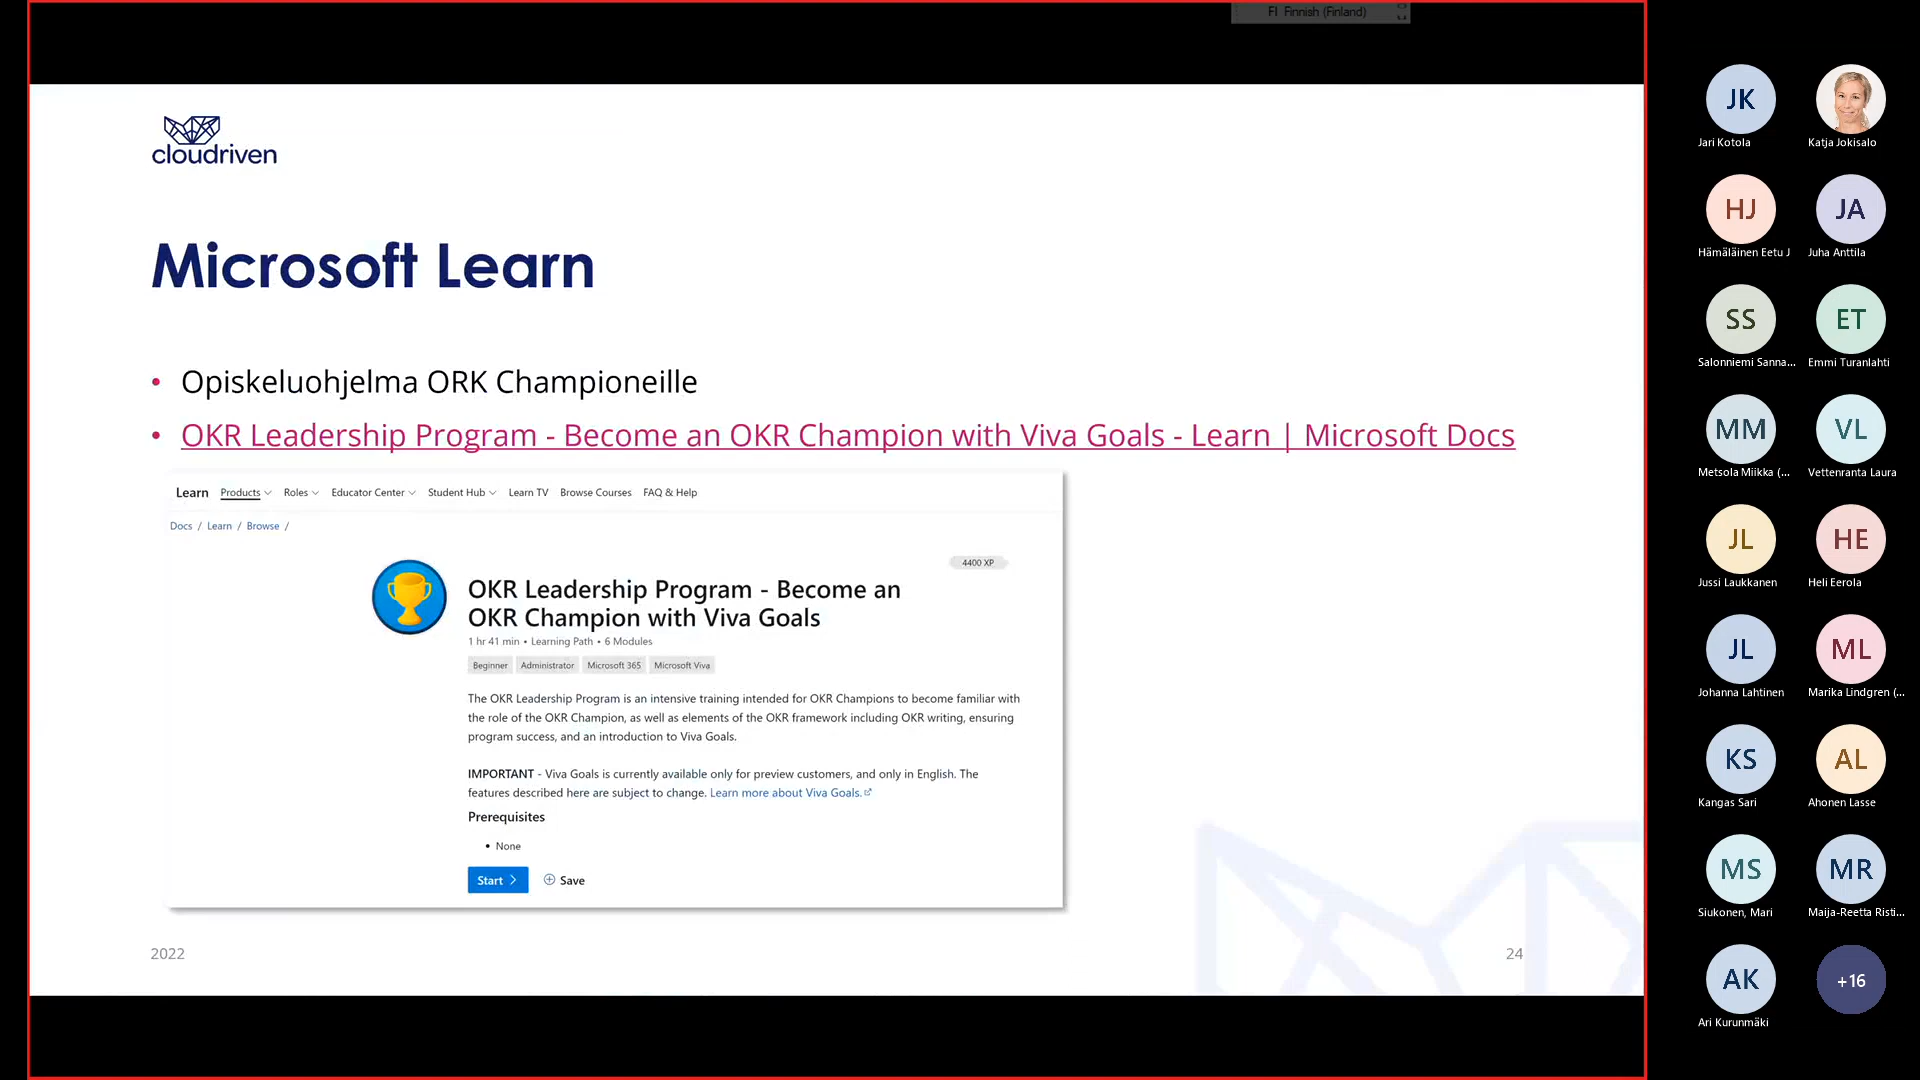 FI Finnish (Finland)
cloudriven
Microsoft Learn
• Opiskeluohjelma ORK Championeille
• OKR Leadership Program - Become an OKR Champion with Viva Goals - Learn | Microsoft Docs
Learn Products Roles Educator Center Student Hub Learn TV Browse Courses FAQ & Help
Docs / Learn / Browse /
4400 XP
OKR Leadership Program - Become an
OKR Champion with Viva Goals
1 hr 41 min • Learning Path • 6 Modules
Beginner Administrator Microsoft 365 Microsoft Viva
The OKR Leadership Program is an intensive training intended for OKR Champions to become familiar with
the role of the OKR Champion, as well as elements of the OKR framework including OKR writing, ensuring
program success, and an introduction to Viva Goals.
IMPORTANT - Viva Goals is currently available only for preview customers, and only in English. The
features described here are subject to change. Learn more about Viva Goals.
Prerequisites
• None
Start Save
2022
24
JK
Jari Kotola
Katja Jokisalo
HJ JA
Hämäläinen Eetu J Juha Anttila
SS ET
Salonniemi Sanna... Emmi Turanlahti
MM VL
Metsola Miikka (... Vettenranta Laura
JL HE
Jussi Laukkanen Heli Eerola
JL ML
Johanna Lahtinen Marika Lindgren (...
KS AL
Kangas Sari Ahonen Lasse
MS MR
Siukonen, Mari Maija-Reetta Risti...
AK +16
Ari Kurunmäki